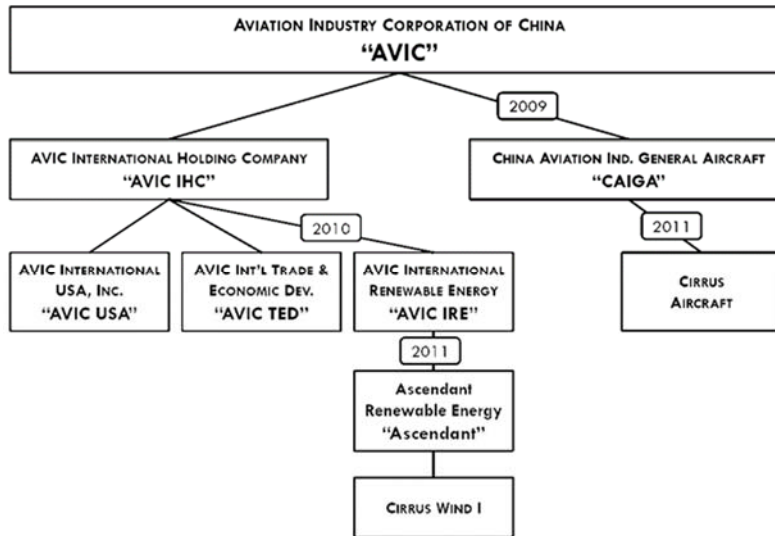 AVIATION INDUSTRY CORPORATION OF CHINA
“AVIC”
2009
AVIC INTERNATIONAL HOLDING COMPANY
“AVIC IHC”
CHINA AVIATION IND. GENERAL AIRCRAFT
“CAIGA”
2010
2011
AVIC INTERNATIONAL
USA, INC.
“AVIC USA”
AVIC INT'L TRADE &
ECONOMIC DEV.
“AVIC TED”
AVIC INTERNATIONAL
RENEWABLE ENERGY
“AVIC IRE”
CIRRUS
AIRCRAFT
2011
Ascendant
Renewable Energy
“Ascendant”
CIRRUS WIND I